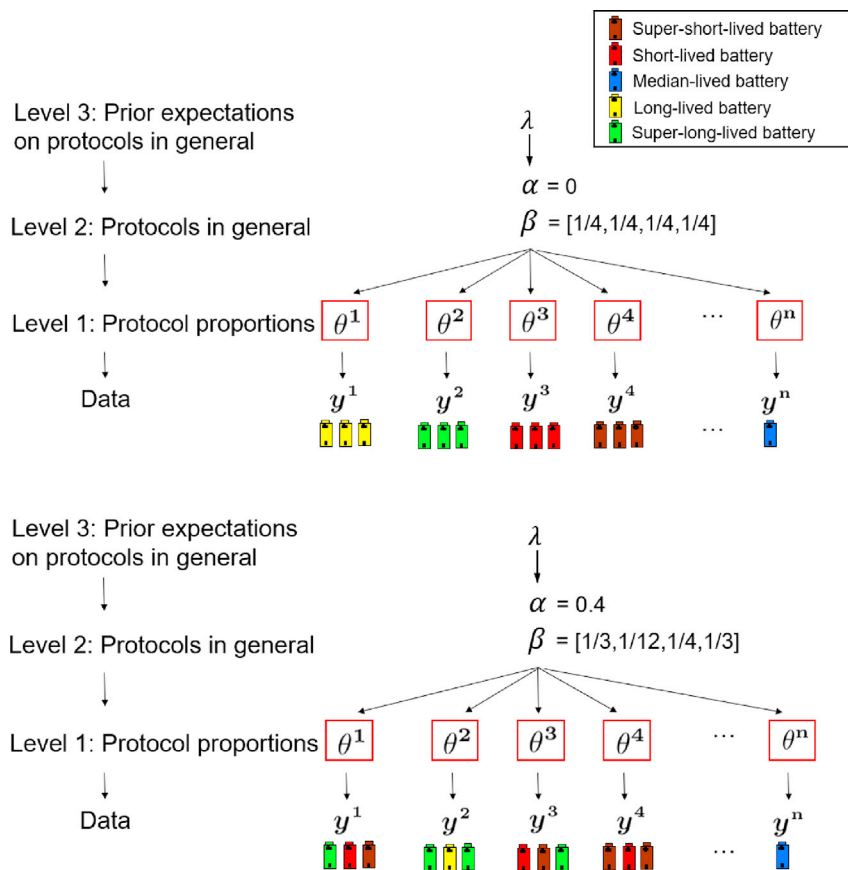 Super-short-lived battery
Short-lived battery
Median-lived battery
Long-lived battery
Super-long-lived battery
Level 3: Prior expectations
on protocols in general
λ
α = 0
Level 2: Protocols in general
β = [1/4,1/4,1/4,1/4]
Level 1: Protocol proportions
θ¹ θ² θ³ θ⁴ ... θⁿ
Data
y¹ y² y³ y⁴ yⁿ
...
Level 3: Prior expectations
on protocols in general
λ
α = 0.4
Level 2: Protocols in general
β = [1/3,1/12,1/4,1/3]
Level 1: Protocol proportions
θ¹ θ² θ³ θ⁴ ... θⁿ
Data
y¹ y² y³ y⁴ yⁿ
...